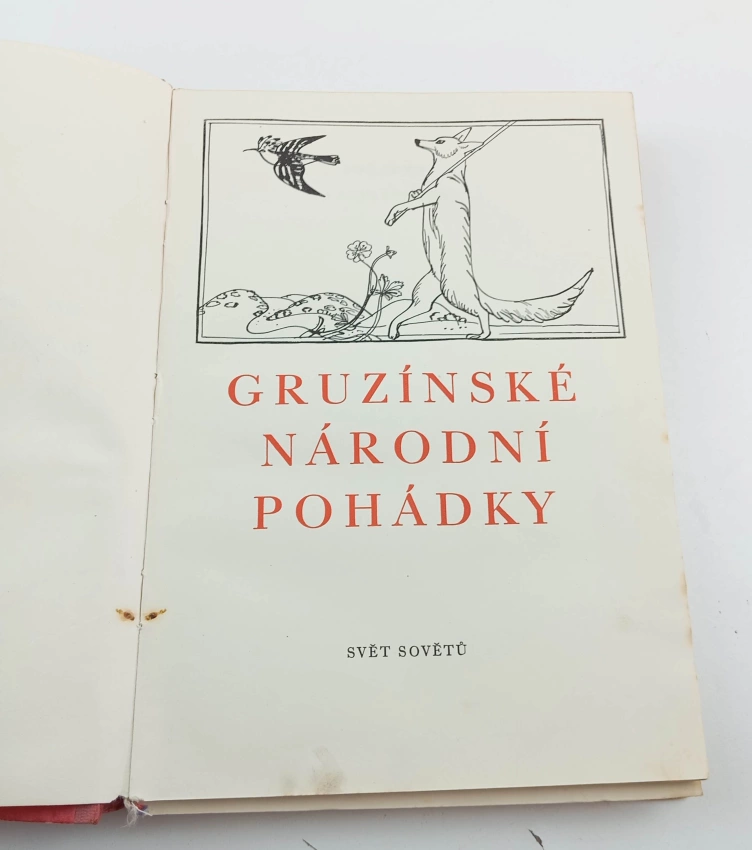 GRUZÍNSKÉ
NÁRODNÍ
POHÁDKY
SVĚT SOVĚTŮ